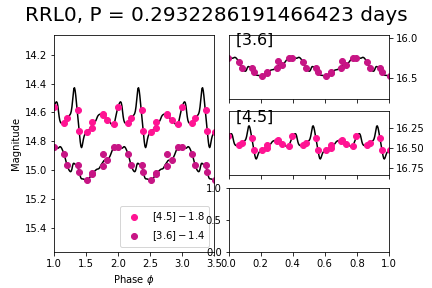 RRL0, P = 0.2932286191466423 days
14.2
14.4
14.6
14.8
15.0
15.2
15.4
Magnitude
[4.5] − 1.8
[3.6] − 1.4
1.0 1.5 2.0 2.5 3.0 3.5
Phase ϕ
[3.6]
16.0
16.5
[4.5]
16.25
16.50
16.75
1.0
0.5
0.0
0.0 0.2 0.4 0.6 0.8 1.0